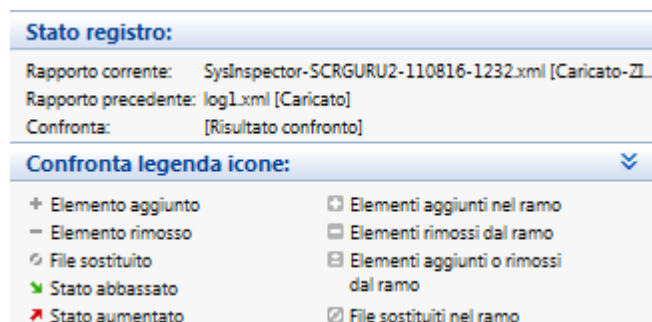 Stato registro:
Rapporto corrente: SysInspector-SCRGURU2-110816-1232.xml [Caricato-ZI...
Rapporto precedente: log1.xml [Caricato]
Confronta: [Risultato confronto]
Confronta legenda icone:
Elemento aggiunto
Elemento rimosso
File sostituito
Stato abbassato
Stato aumentato
Elementi aggiunti nel ramo
Elementi rimossi dal ramo
Elementi aggiunti o rimossi
dal ramo
File sostituiti nel ramo